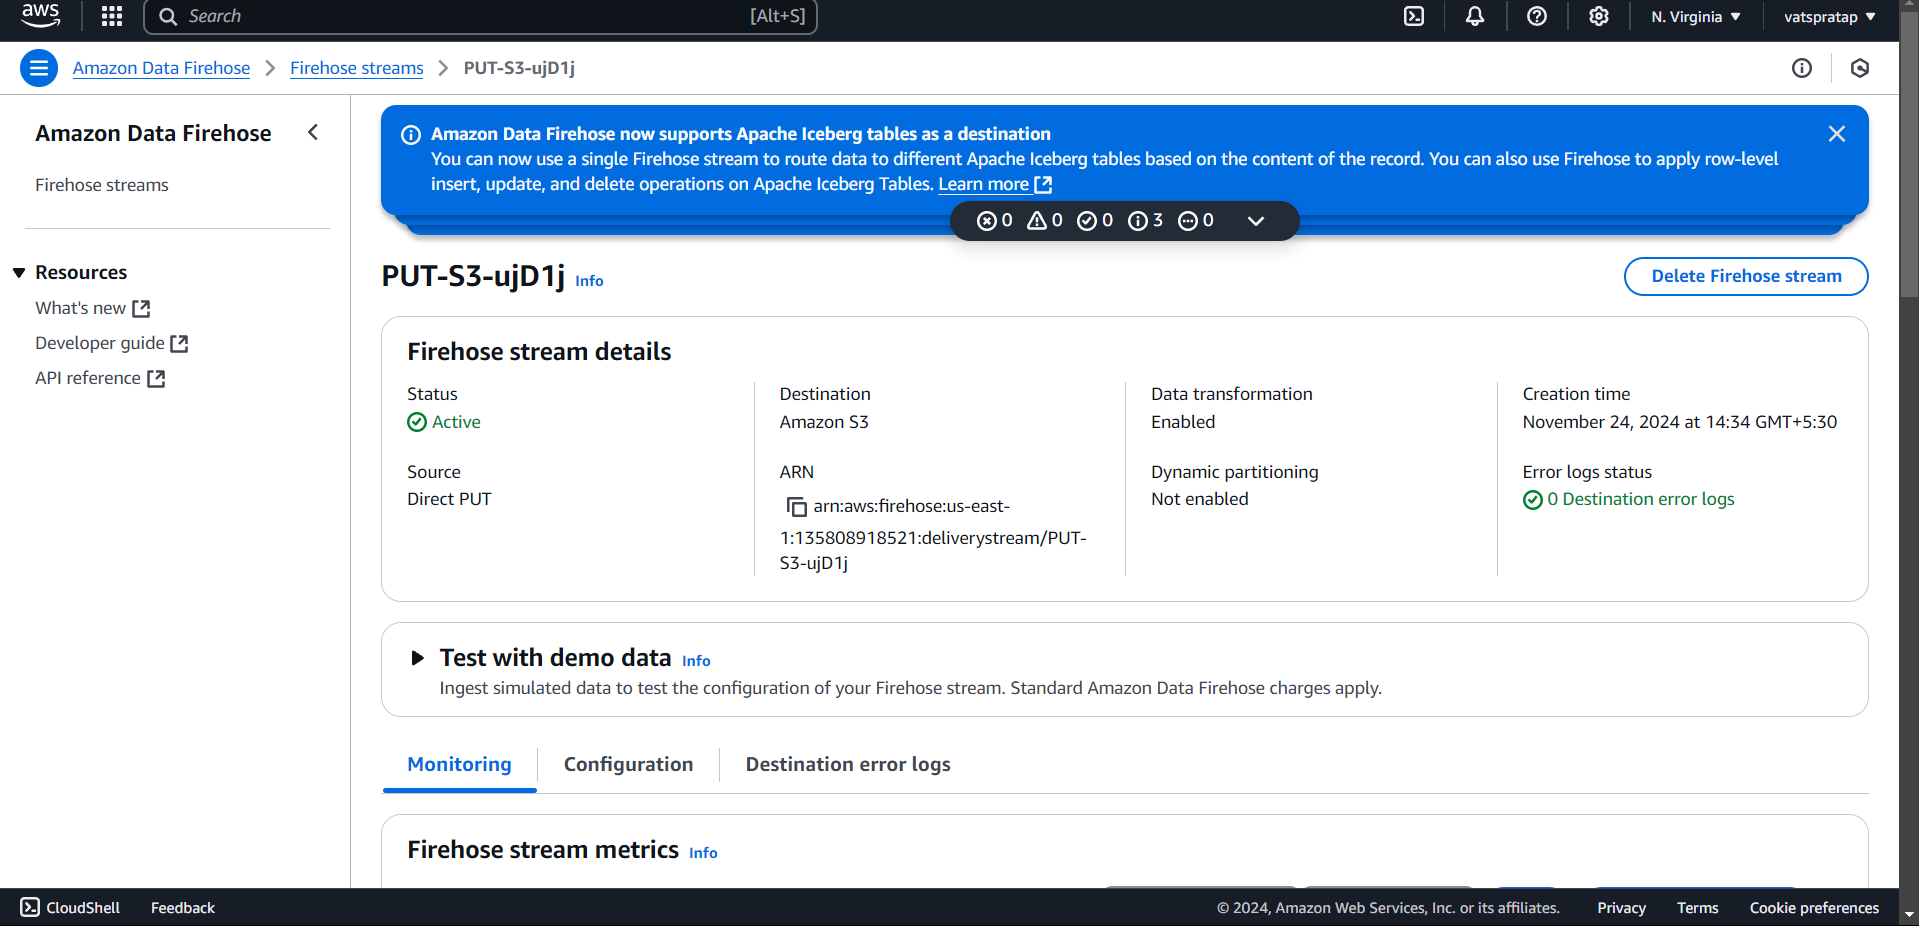 aws
Search [Alt+S]
N. Virginia
vatspratap
Amazon Data Firehose
Firehose streams
PUT-S3-ujD1j
Amazon Data Firehose
Firehose streams
Resources
What's new
Developer guide
API reference
Amazon Data Firehose now supports Apache Iceberg tables as a destination
You can now use a single Firehose stream to route data to different Apache Iceberg tables based on the content of the record. You can also use Firehose to apply row-level
insert, update, and delete operations on Apache Iceberg Tables. Learn more
0 0 0 3 0
PUT-S3-ujD1j Info
Delete Firehose stream
Firehose stream details
Status
Active
Source
Direct PUT
Destination
Amazon S3
ARN
arn:aws:firehose:us-east-
1:135808918521:deliverystream/PUT-
S3-ujD1j
Data transformation
Enabled
Dynamic partitioning
Not enabled
Creation time
November 24, 2024 at 14:34 GMT+5:30
Error logs status
0 Destination error logs
Test with demo data Info
Ingest simulated data to test the configuration of your Firehose stream. Standard Amazon Data Firehose charges apply.
Monitoring
Configuration
Destination error logs
Firehose stream metrics Info
CloudShell
Feedback
© 2024, Amazon Web Services, Inc. or its affiliates.
Privacy
Terms
Cookie preferences